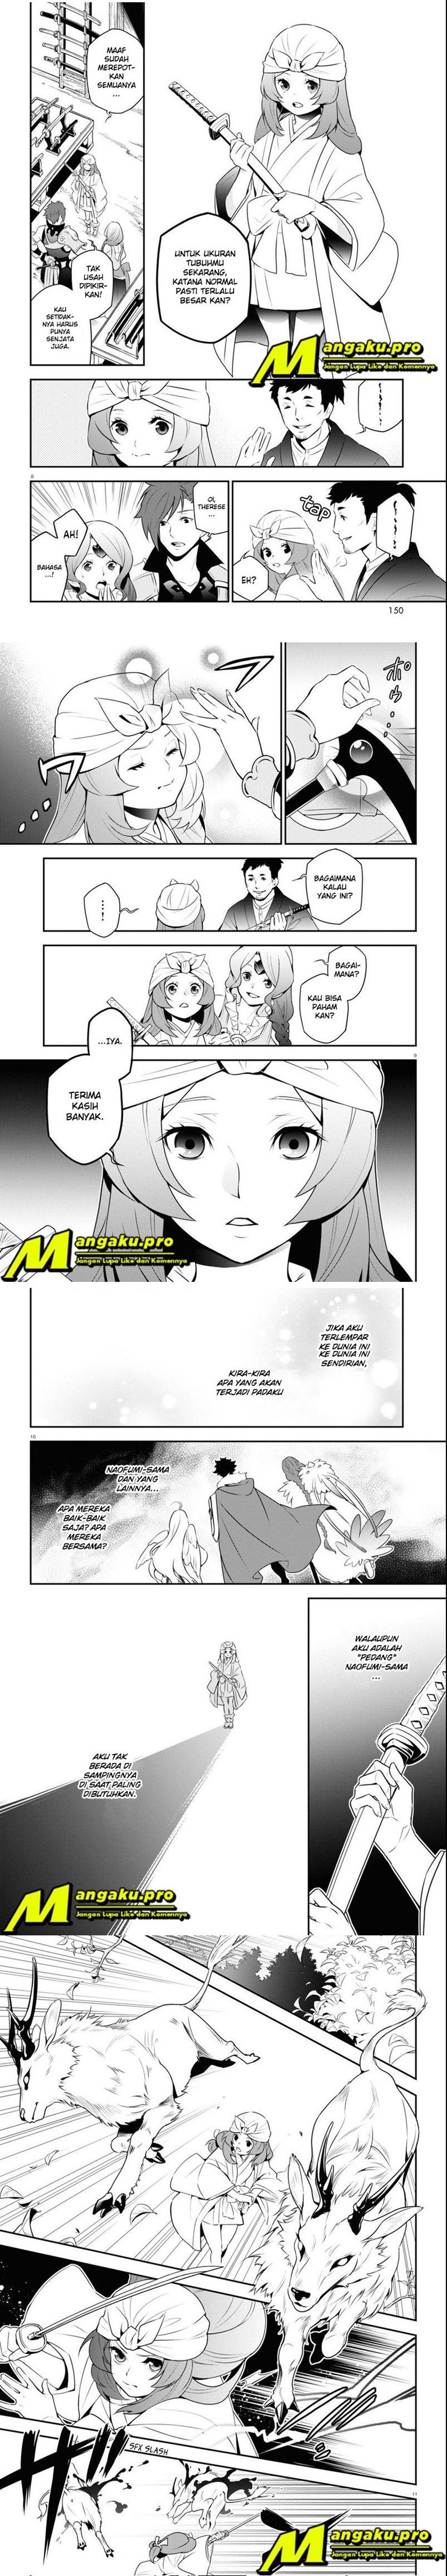 MAAF
SUDAH
MEREPOT-
KAN
SEMUANYA
...
TAK
USAH
DIPIKIR-
KAN!
KAU
SETIDAK-
NYA HARUS
PUNYA
SENJATA
JUGA.
UNTUK UKURAN
TUBUHMU
SEKARANG,
KATANA NORMAL
PASTI TERLALU
BESAR KAN?
Mangaku.pro
Jangan Lupa Like dan Komennya
8
OI,
THERESE
...
AH!
BAHASA
...!
tap
EH?
150
ポゥ...
BAGAIMANA
KALAU
YANG INI?
...!
BAGAI-
MANA?
KAU BISA
PAHAM
KAN?
9
...IYA.
TERIMA
KASIH
BANYAK.
Mangaku.pro
Jangan Lupa Like dan Komennya
JIKA AKU
TERLEMPAR
KE DUNIA INI
KE DUNIA INI
SENDIRIAN,
KIRA-KIRA
APA YANG AKAN
TERJADI PADAKU
10
NAOFUMI-SAMA
DAN YANG
LAINNYA...
APA MEREKA
BAIK-BAIK
SAJA? APA
MEREKA
BERSAMA?
WALAUPUN
AKU ADALAH
"PEDANG"
NAOFUMI-SAMA
...
AKU TAK
BERADA DI
SAMPINGNYA
DI SAAT PALING
DIBUTUHKAN.
Mangaku.pro
Jangan Lupa Like dan Komennya
SFX SLASH
11
Mangaku.pro
Jangan Lupa Like dan Komennya